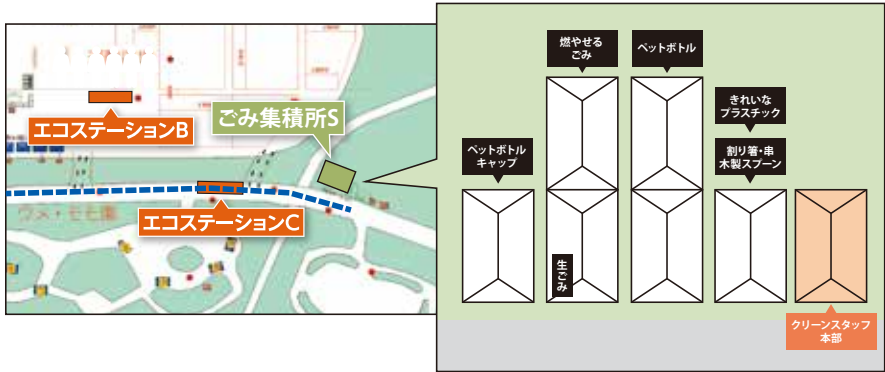 エコステーションB
ごみ集積所S
エコステーションC
ウメ・モモ園
ペットボトル
キャップ
燃やせる
ごみ
生ごみ
ペットボトル
きれいな
プラスチック
割り箸・串
木製スプーン
クリーンスタッフ
本部